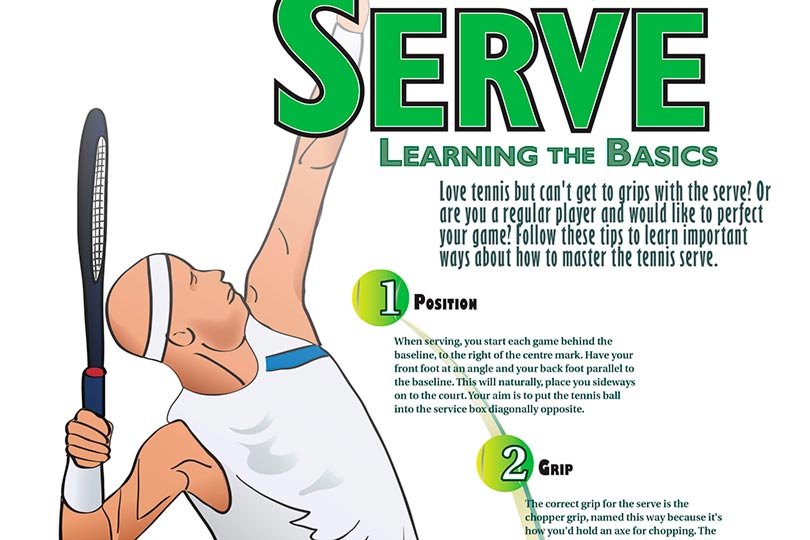 SERVE
LEARNING THE BASICS
Love tennis but can't get to grips with the serve? Or
are you a regular player and would like to perfect
your game? Follow these tips to learn important
ways about how to master the tennis serve.
1 POSITION
When serving, you start each game behind the
baseline, to the right of the centre mark. Have your
front foot at an angle and your back foot parallel to
the baseline. This will naturally, place you sideways
on to the court. Your aim is to put the tennis ball
into the service box diagonally opposite.
2 GRIP
The correct grip for the serve is the
chopper grip, named this way because it's
how you'd hold an axe for chopping. The